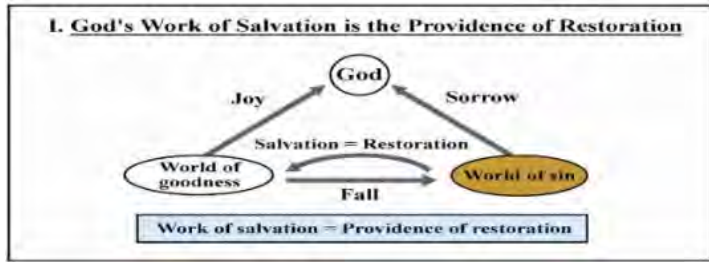 I. God's Work of Salvation is the Providence of Restoration
God
Joy
Sorrow
Salvation = Restoration
World of
goodness
World of sin
Fall
Work of salvation = Providence of restoration